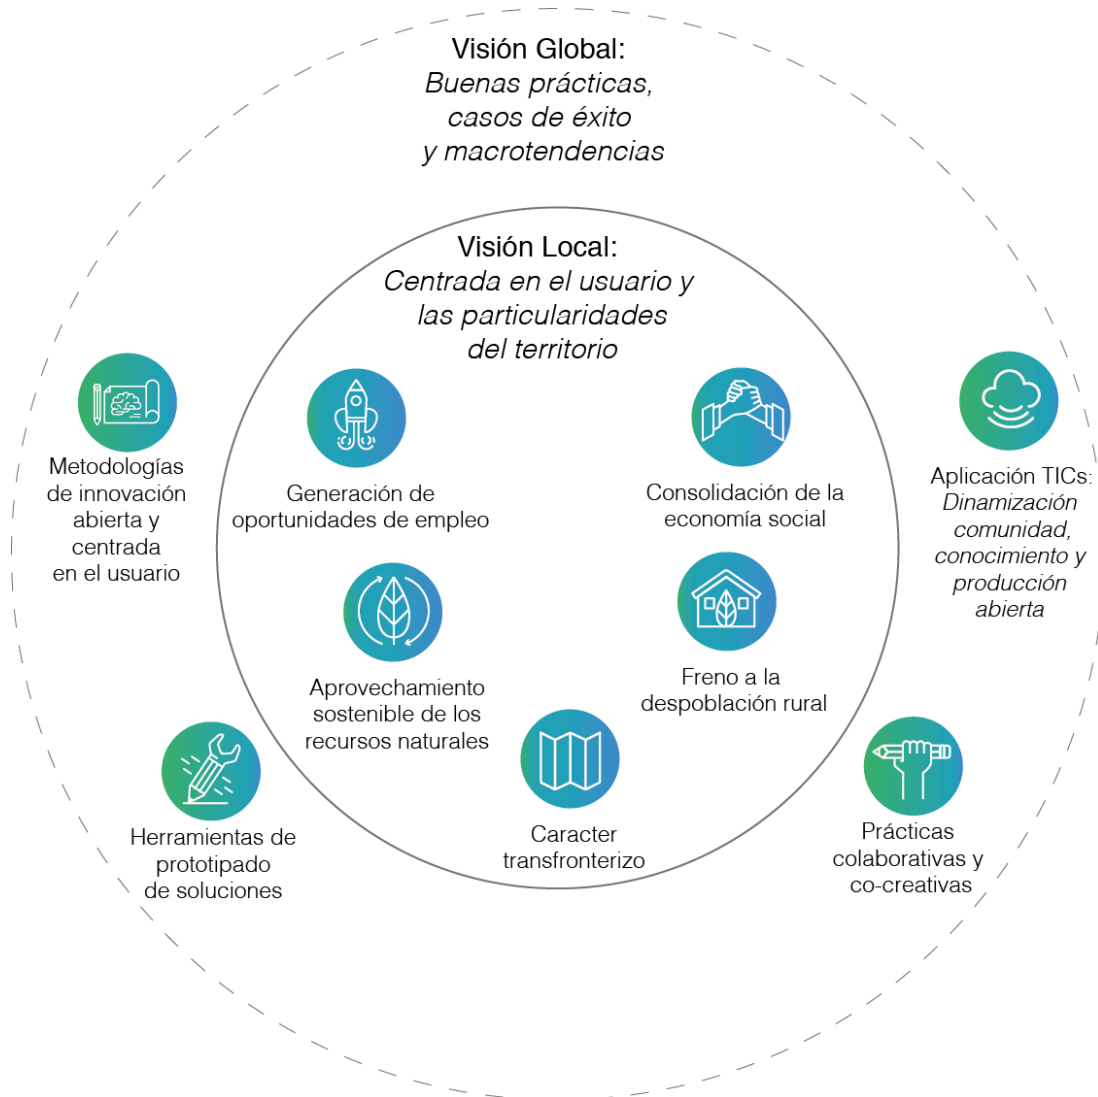 Visión Global:
Buenas prácticas,
casos de éxito
y macrotendencias
Visión Local:
Centrada en el usuario y
las particularidades
del territorio
Metodologías
de innovación
abierta y
centrada
en el usuario
Generación de
oportunidades de empleo
Consolidación de la
economía social
Aplicación TICs:
Dinamización
comunidad,
conocimiento y
producción
abierta
Aprovechamiento
sostenible de los
recursos naturales
Freno a la
despoblación rural
Herramientas de
prototipado
de soluciones
Caracter
transfronterizo
Prácticas
colaborativas y
co-creativas